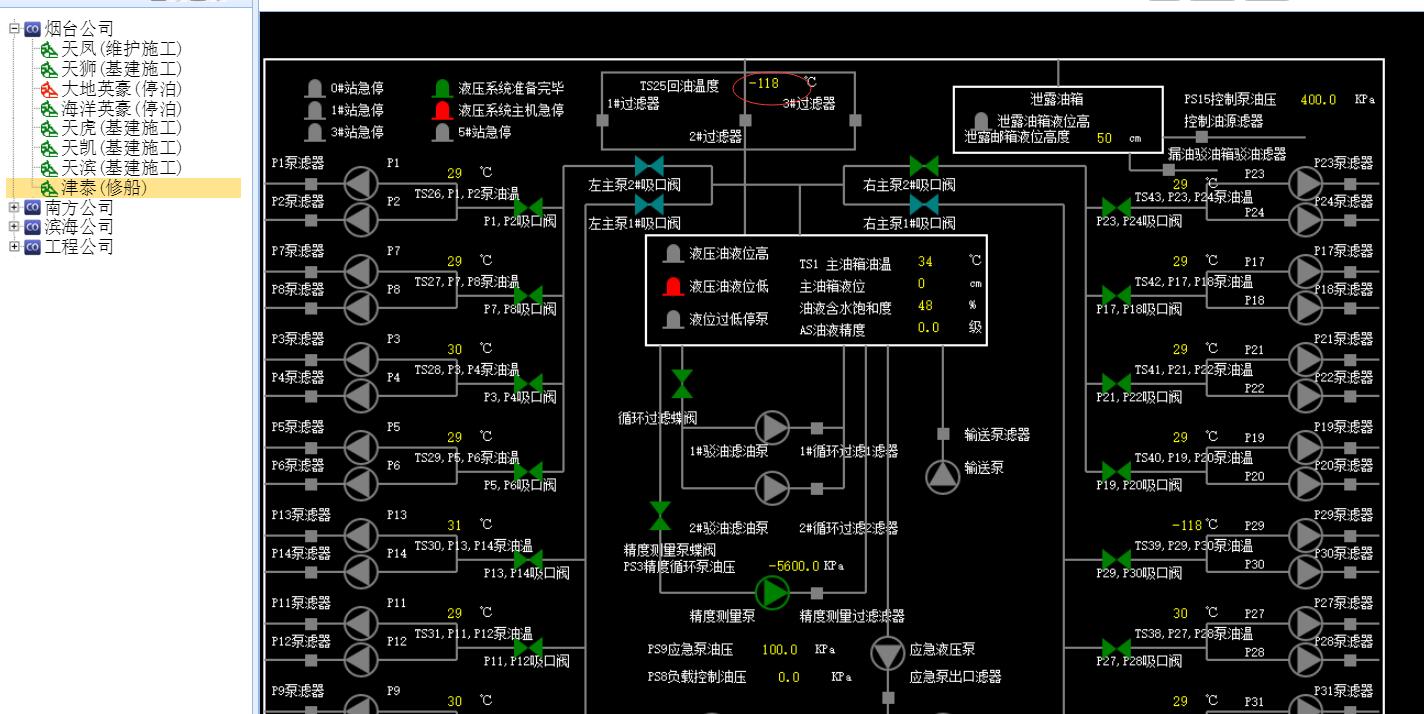 烟台公司
天凤(维护施工)
天狮(基建施工)
大地英豪(停泊)
海洋英豪(停泊)
天虎(基建施工)
天凯(基建施工)
天滨(基建施工)
津泰(修船)
南方公司
滨海公司
工程公司
0#站急停 液压系统准备完毕
1#站急停 液压系统主机急停
3#站急停 5#站急停
TS25回油温度 -118 ℃
1#过滤器 3#过滤器
2#过滤器
泄露油箱
泄露油箱液位高
泄露邮箱液位高度 50 cm
PS15控制泵油压 400.0 KPa
控制油源滤器
漏油驳油箱驳油滤器
左主泵2#吸口阀
左主泵1#吸口阀
右主泵2#吸口阀
右主泵1#吸口阀
液压油液位高
液压油液位低
液位过低停泵
TS1 主油箱油温 34 ℃
主油箱液位 0 cm
油液含水饱和度 48 %
AS油液精度 0.0 级
P1泵滤器 P1
29 ℃
TS26,P1,P2泵油温
P2泵滤器 P2
P1,P2吸口阀
P7泵滤器 P7
29 ℃
TS27,P7,P8泵油温
P8泵滤器 P8
P7,P8吸口阀
P3泵滤器 P3
30 ℃
TS28,P3,P4泵油温
P4泵滤器 P4
P3,P4吸口阀
P5泵滤器 P5
29 ℃
TS29,P5,P6泵油温
P6泵滤器 P6
P5,P6吸口阀
P13泵滤器 P13
31 ℃
TS30,P13,P14泵油温
P14泵滤器 P14
P13,P14吸口阀
P11泵滤器 P11
29 ℃
TS31,P11,P12泵油温
P12泵滤器 P12
P11,P12吸口阀
P9泵滤器 P9
30 ℃
循环过滤蝶阀
1#驳油滤油泵 1#循环过滤1滤器
2#驳油滤油泵 2#循环过滤2滤器
输送泵滤器
输送泵
精度测量泵蝶阀
PS3精度循环泵油压 -5600.0 KPa
精度测量泵 精度测量过滤滤器
PS9应急泵油压 100.0 KPa
PS8负载控制油压 0.0 KPa
应急液压泵
应急泵出口滤器
P23泵滤器
29 ℃ P23
TS43,P23,P24泵油温
P24泵滤器
P23,P24吸口阀 P24
P17泵滤器
29 ℃ P17
TS42,P17,P18泵油温
P18泵滤器
P17,P18吸口阀 P18
P21泵滤器
29 ℃ P21
TS41,P21,P22泵油温
P22泵滤器
P21,P22吸口阀 P22
P19泵滤器
29 ℃ P19
TS40,P19,P20泵油温
P20泵滤器
P19,P20吸口阀 P20
P29泵滤器
-118 ℃ P29
TS39,P29,P30泵油温
P30泵滤器
P29,P30吸口阀 P30
P27泵滤器
30 ℃ P27
TS38,P27,P28泵油温
P28泵滤器
P27,P28吸口阀 P28
P31泵滤器
29 ℃ P31